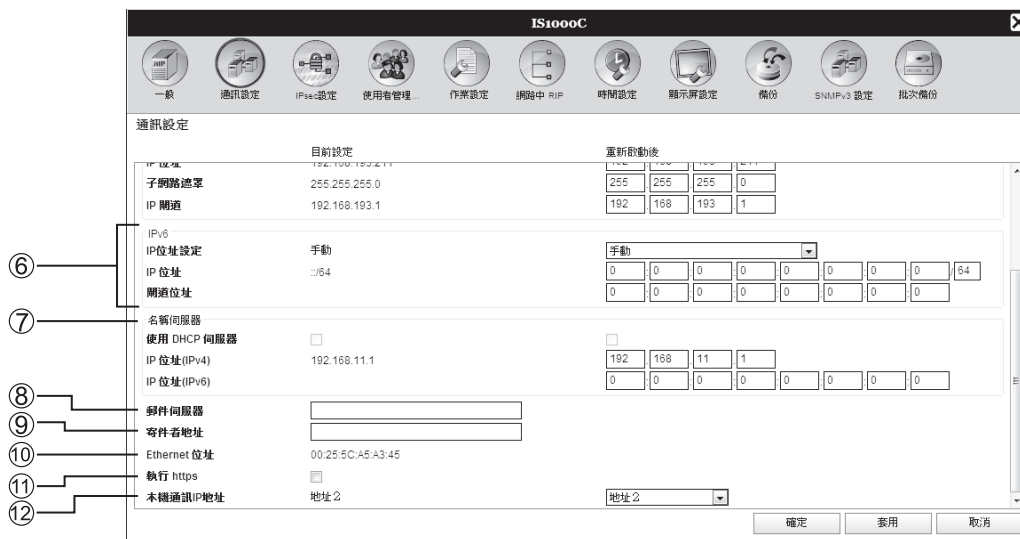 IS1000C
RIP
一般 通訊設定 IPsec設定 使用者管理... 作業設定 網路中 RIP 時間設定 顯示屏設定 備份 SNMPv3 設定 批次備份
通訊設定
目前設定 重新啟動後
IP 位址
子網路遮罩 255.255.255.0 255 . 255 . 255 . 0
IP 閘道 192.168.193.1 192 . 168 . 193 . 1
⑥ IPv6
IP位址設定 手動 手動
IP 位址 ::/64 0 : 0 : 0 : 0 : 0 : 0 : 0 : 0 / 64
閘道位址 0 : 0 : 0 : 0 : 0 : 0 : 0 : 0
⑦ 名稱伺服器
使用 DHCP 伺服器
IP 位址(IPv4) 192.168.11.1 192 . 168 . 11 . 1
IP 位址(IPv6) 0 : 0 : 0 : 0 : 0 : 0 : 0 : 0
⑧ 郵件伺服器
⑨ 寄件者地址
⑩ Ethernet 位址 00:25:5C:A5:A3:45
⑪ 執行 https
⑫ 本機通訊IP地址 地址 2 地址 2
確定 套用 取消